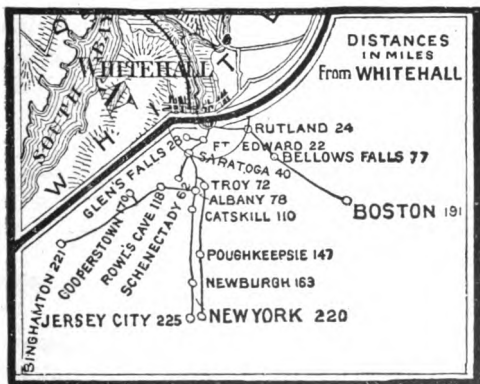 DISTANCES
IN MILES
From WHITEHALL
WHITEHALL
SOUTH BAY
W H I T
RUTLAND 24
FT EDWARD 22
GLEN'S FALLS 28
BELLOWS FALLS 77
SARATOGA 40
TROY 72
ALBANY 78
CATSKILL 110
BOSTON 191
SCHENECTADY 62
ROWE'S CAVE 118
COOPERSTOWN
BINGHAMTON 221
POUGHKEEPSIE 147
NEWBURGH 163
JERSEY CITY 225
NEW YORK 220